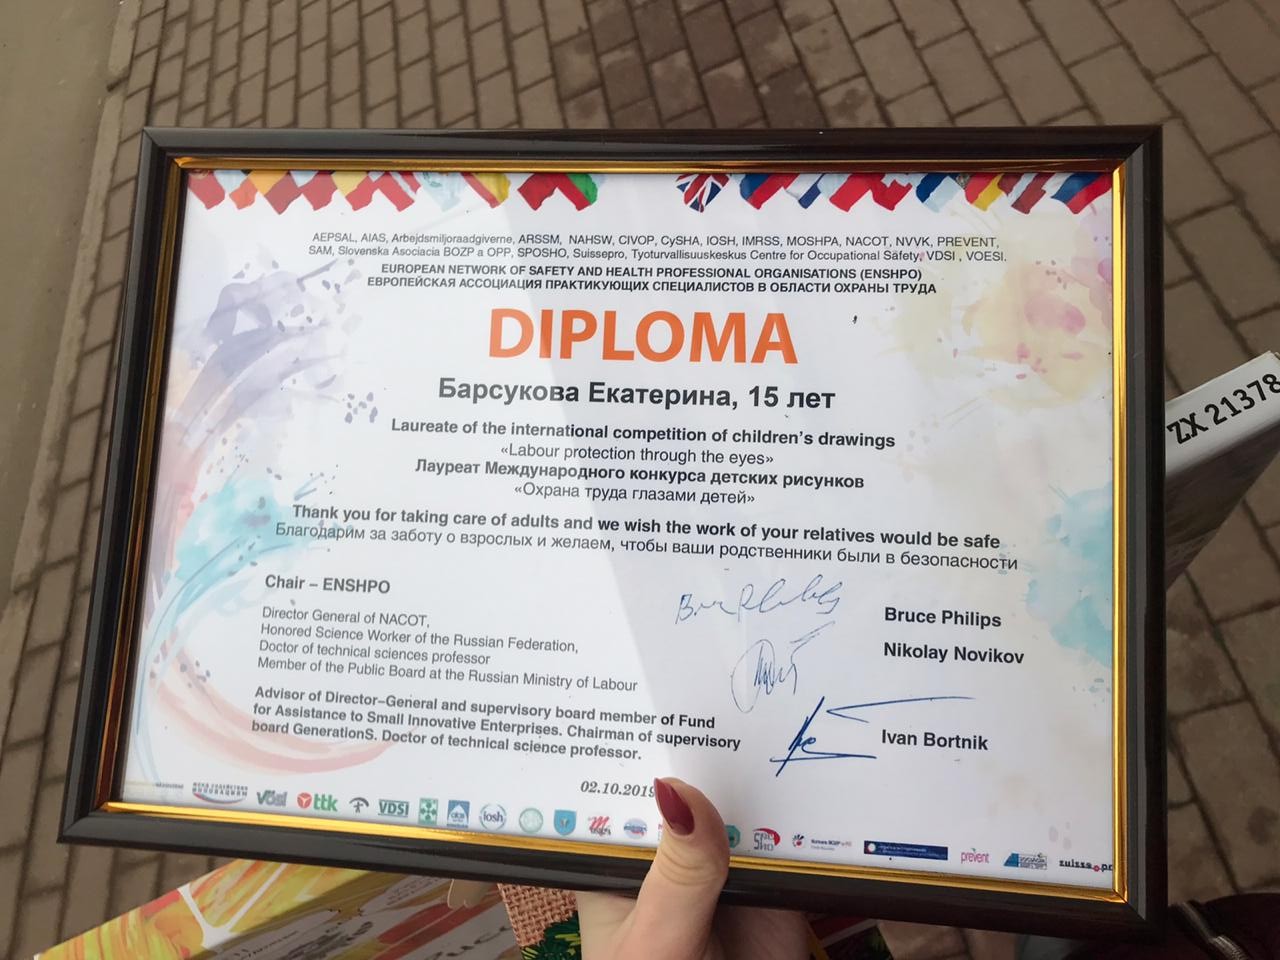 AEPSAL, AIAS, Arbejdsmiljoraadgiverne, ARSSM, NAHSW, CIVOP, CySHA, IOSH, IMRSS, MOSHPA, NACOT, NVVK, PREVENT,
SAM, Slovenska Asociacia BOZP a OPP, SPOSHO, Suissepro, Tyoturvallisuuskeskus Centre for Occupational Safety, VDSI , VOESI.
EUROPEAN NETWORK OF SAFETY AND HEALTH PROFESSIONAL ORGANISATIONS (ENSHPO)
ЕВРОПЕЙСКАЯ АССОЦИАЦИЯ ПРАКТИКУЮЩИХ СПЕЦИАЛИСТОВ В ОБЛАСТИ ОХРАНЫ ТРУДА
DIPLOMA
Барсукова Екатерина, 15 лет
Laureate of the international competition of children's drawings
«Labour protection through the eyes»
Лауреат Международного конкурса детских рисунков
«Охрана труда глазами детей»
Thank you for taking care of adults and we wish the work of your relatives would be safe
Благодарим за заботу о взрослых и желаем, чтобы ваши родственники были в безопасности
Chair – ENSHPO
Bruce Philips
Director General of NACOT,
Honored Science Worker of the Russian Federation,
Doctor of technical sciences professor
Member of the Public Board at the Russian Ministry of Labour
Nikolay Novikov
Advisor of Director–General and supervisory board member of Fund
for Assistance to Small Innovative Enterprises. Chairman of supervisory
board GenerationS. Doctor of technical science professor.
Ivan Bortnik
02.10.2019
VÖSI ttk VDSI iosh prevent
ZX 21378